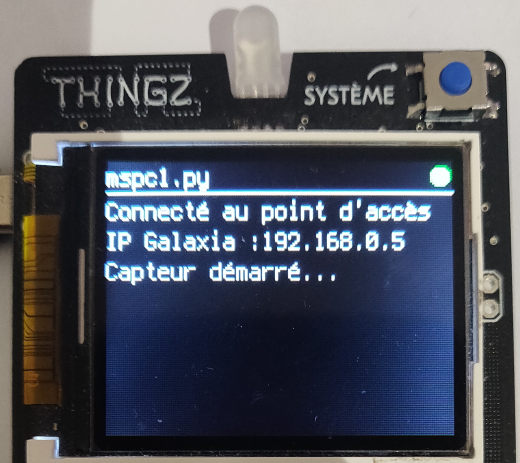 THINGZ
SYSTÈME
mspc1.py
Connecté au point d'accès
IP Galaxia :192.168.0.5
Capteur démarré...